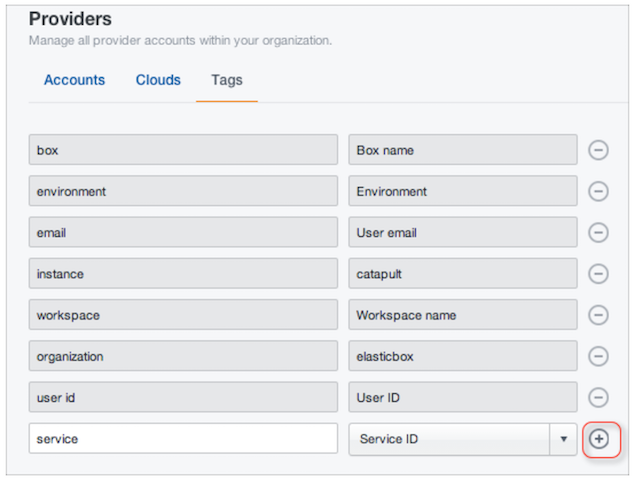 Providers
Manage all provider accounts within your organization.
Accounts Clouds Tags
box Box name
environment Environment
email User email
instance catapult
workspace Workspace name
organization elasticbox
user id User ID
service Service ID